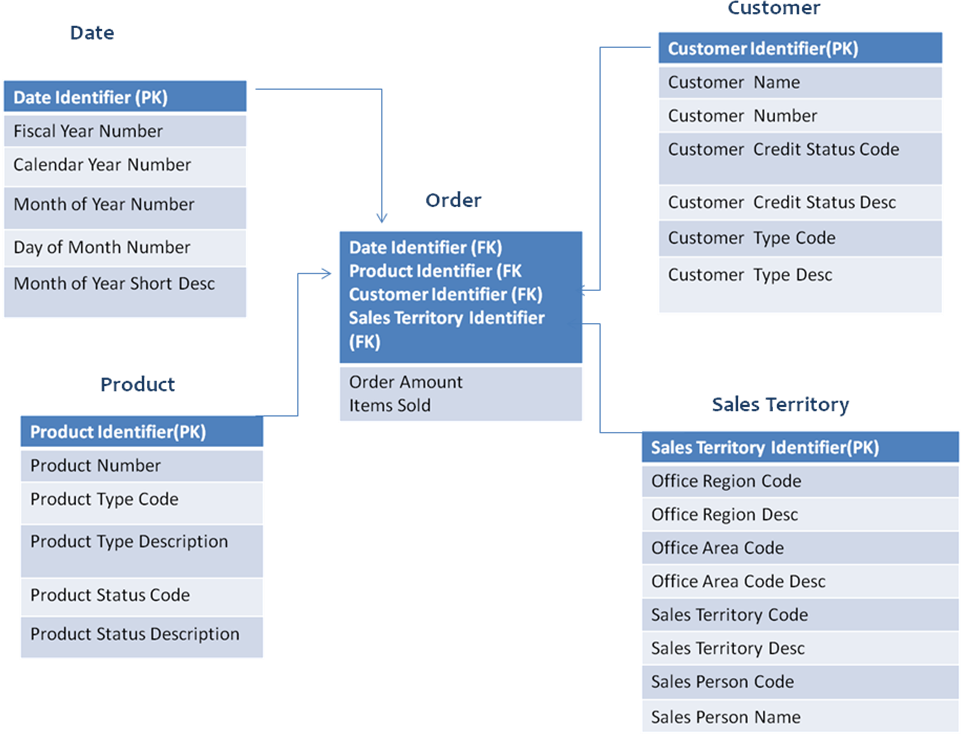 Date
Date Identifier (PK)
Fiscal Year Number
Calendar Year Number
Month of Year Number
Day of Month Number
Month of Year Short Desc
Customer
Customer Identifier(PK)
Customer Name
Customer Number
Customer Credit Status Code
Customer Credit Status Desc
Customer Type Code
Customer Type Desc
Order
Date Identifier (FK)
Product Identifier (FK
Customer Identifier (FK)
Sales Territory Identifier
(FK)
Order Amount
Items Sold
Product
Product Identifier(PK)
Product Number
Product Type Code
Product Type Description
Product Status Code
Product Status Description
Sales Territory
Sales Territory Identifier(PK)
Office Region Code
Office Region Desc
Office Area Code
Office Area Code Desc
Sales Territory Code
Sales Territory Desc
Sales Person Code
Sales Person Name